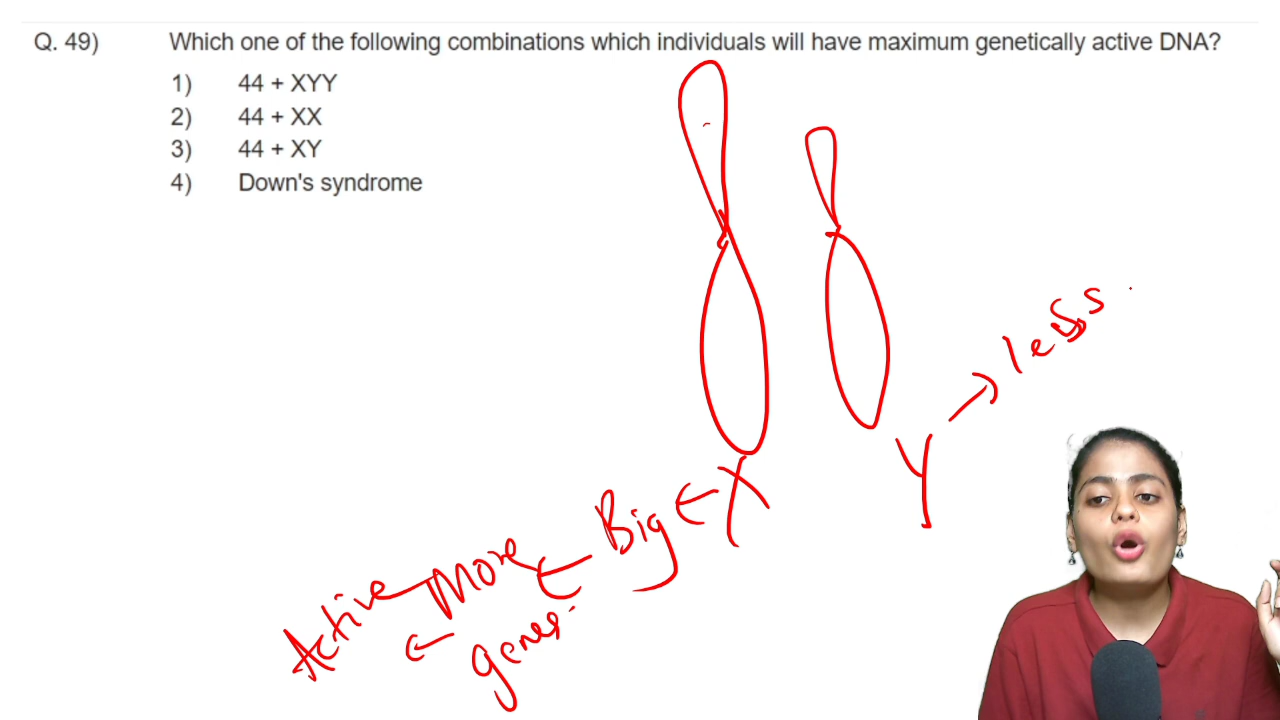 Q. 49) Which one of the following combinations which individuals will have maximum genetically active DNA?
1) 44 + XYY
2) 44 + XX
3) 44 + XY
4) Down's syndrome
less
Y
X
Big
More
genes.
Active